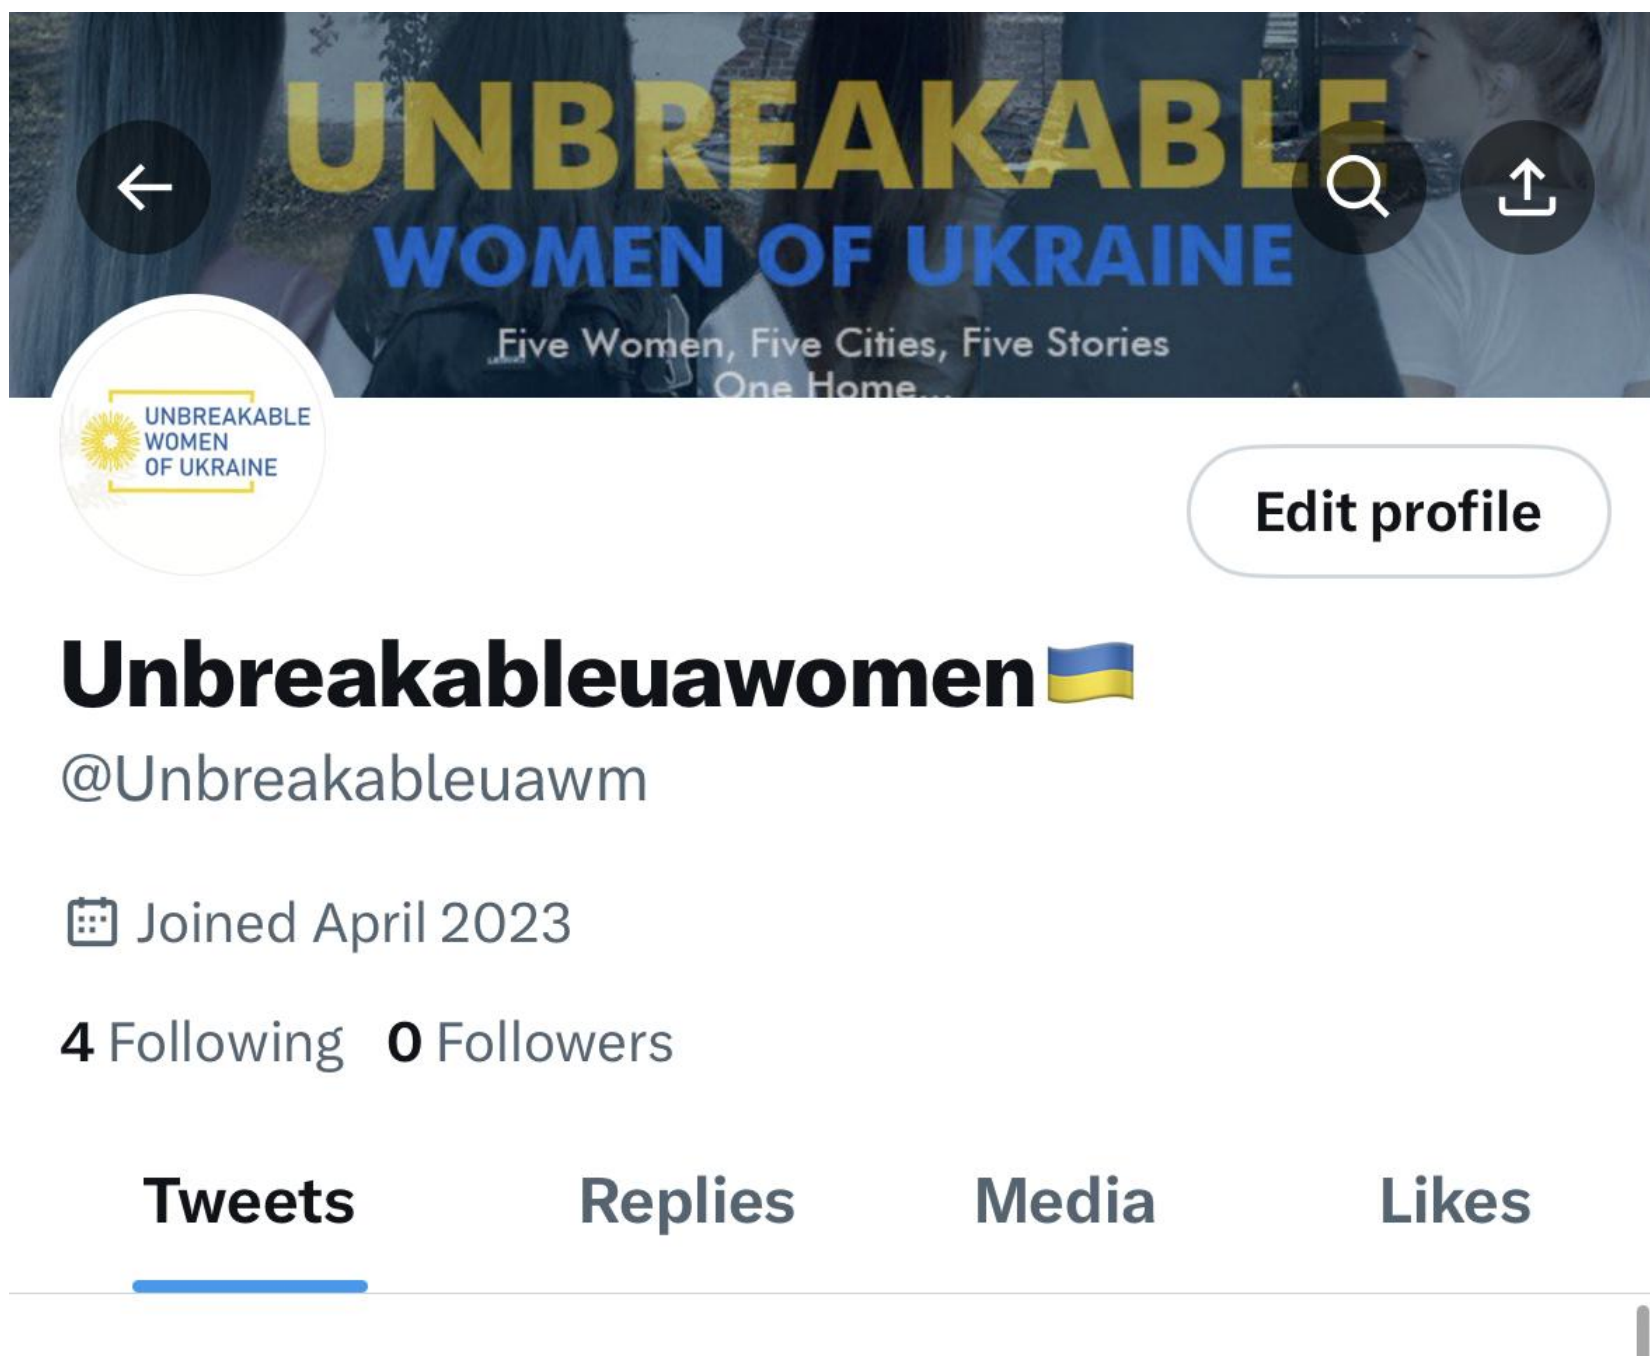 UNBREAKABLE
WOMEN OF UKRAINE
Five Women, Five Cities, Five Stories
One Home...
UNBREAKABLE
WOMEN
OF UKRAINE
Edit profile
Unbreakableuawomen🇺🇦
@Unbreakableuawm
Joined April 2023
4 Following 0 Followers
Tweets Replies Media Likes